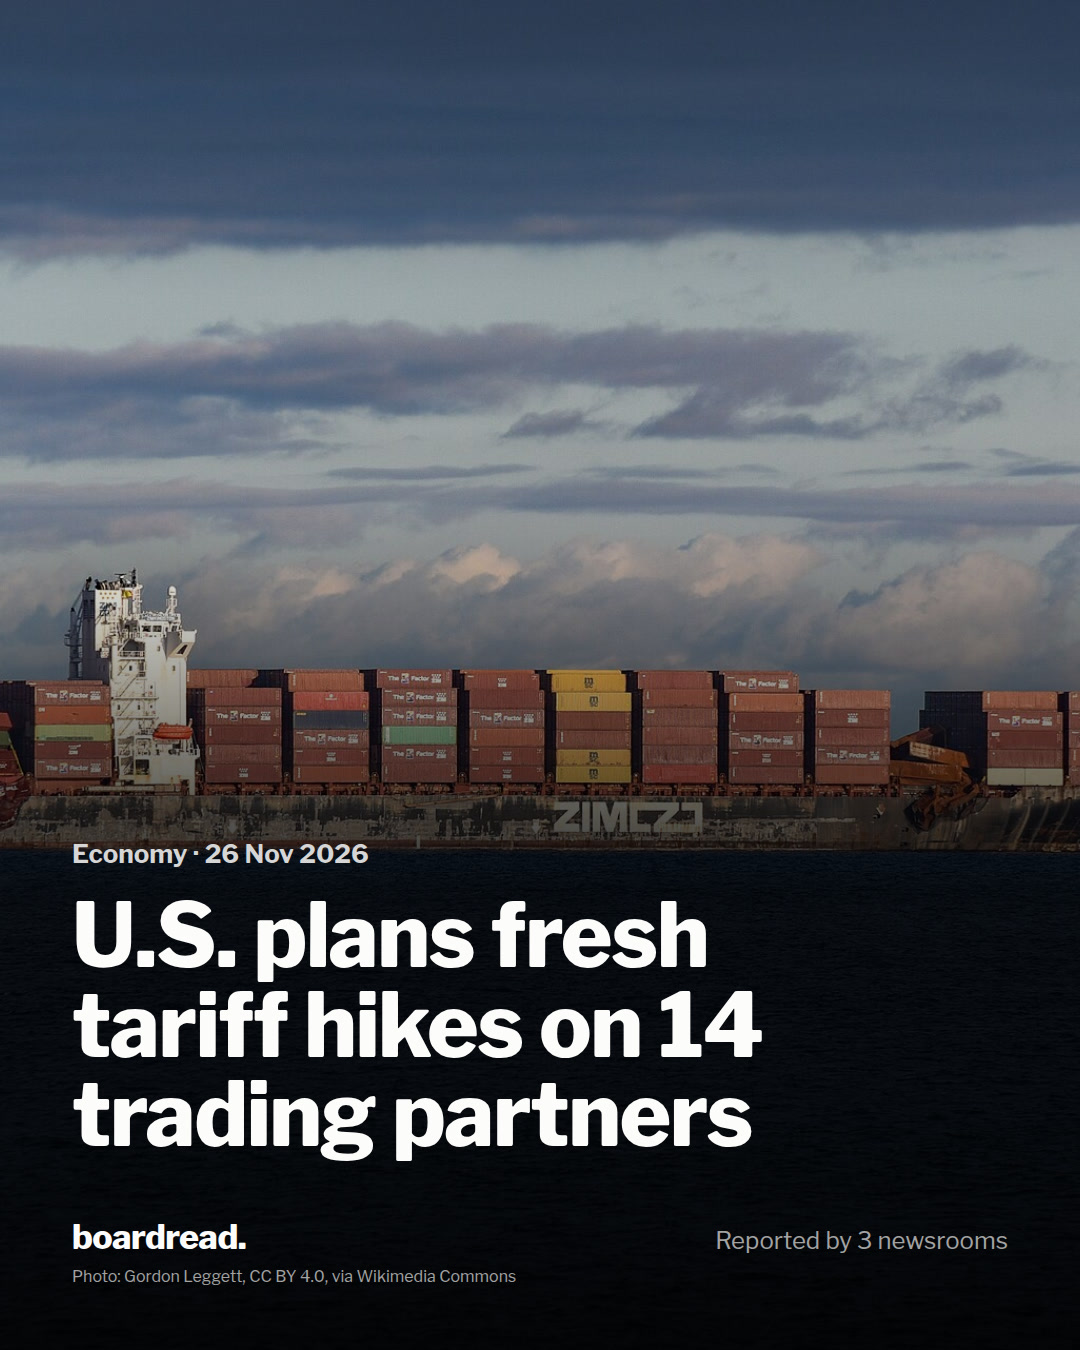 ZIM
Economy · 26 Nov 2026
U.S. plans fresh
tariff hikes on 14
trading partners
boardread.
Reported by 3 newsrooms
Photo: Gordon Leggett, CC BY 4.0, via Wikimedia Commons